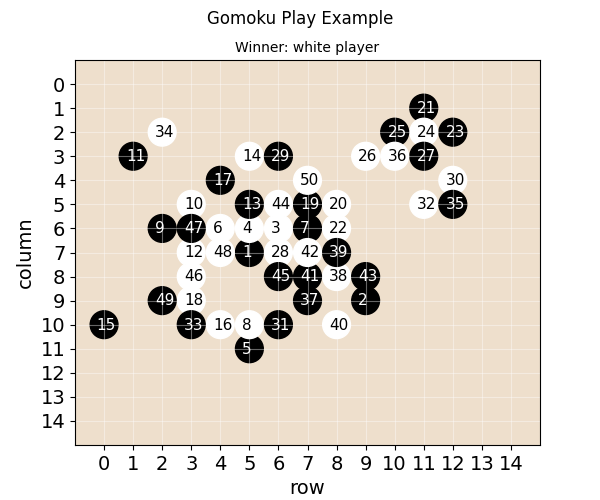 Gomoku Play Example
Winner: white player
column
0
1 21
2 34 25 24 23
3 11 14 29 26 36 27
4 17 50 30
5 10 13 44 19 20 32 35
6 9 47 6 4 3 7 22
7 12 48 1 28 42 39
8 46 45 41 38 43
9 49 18 37 2
10 15 33 16 8 31 40
11 5
12
13
14
0 1 2 3 4 5 6 7 8 9 10 11 12 13 14
row